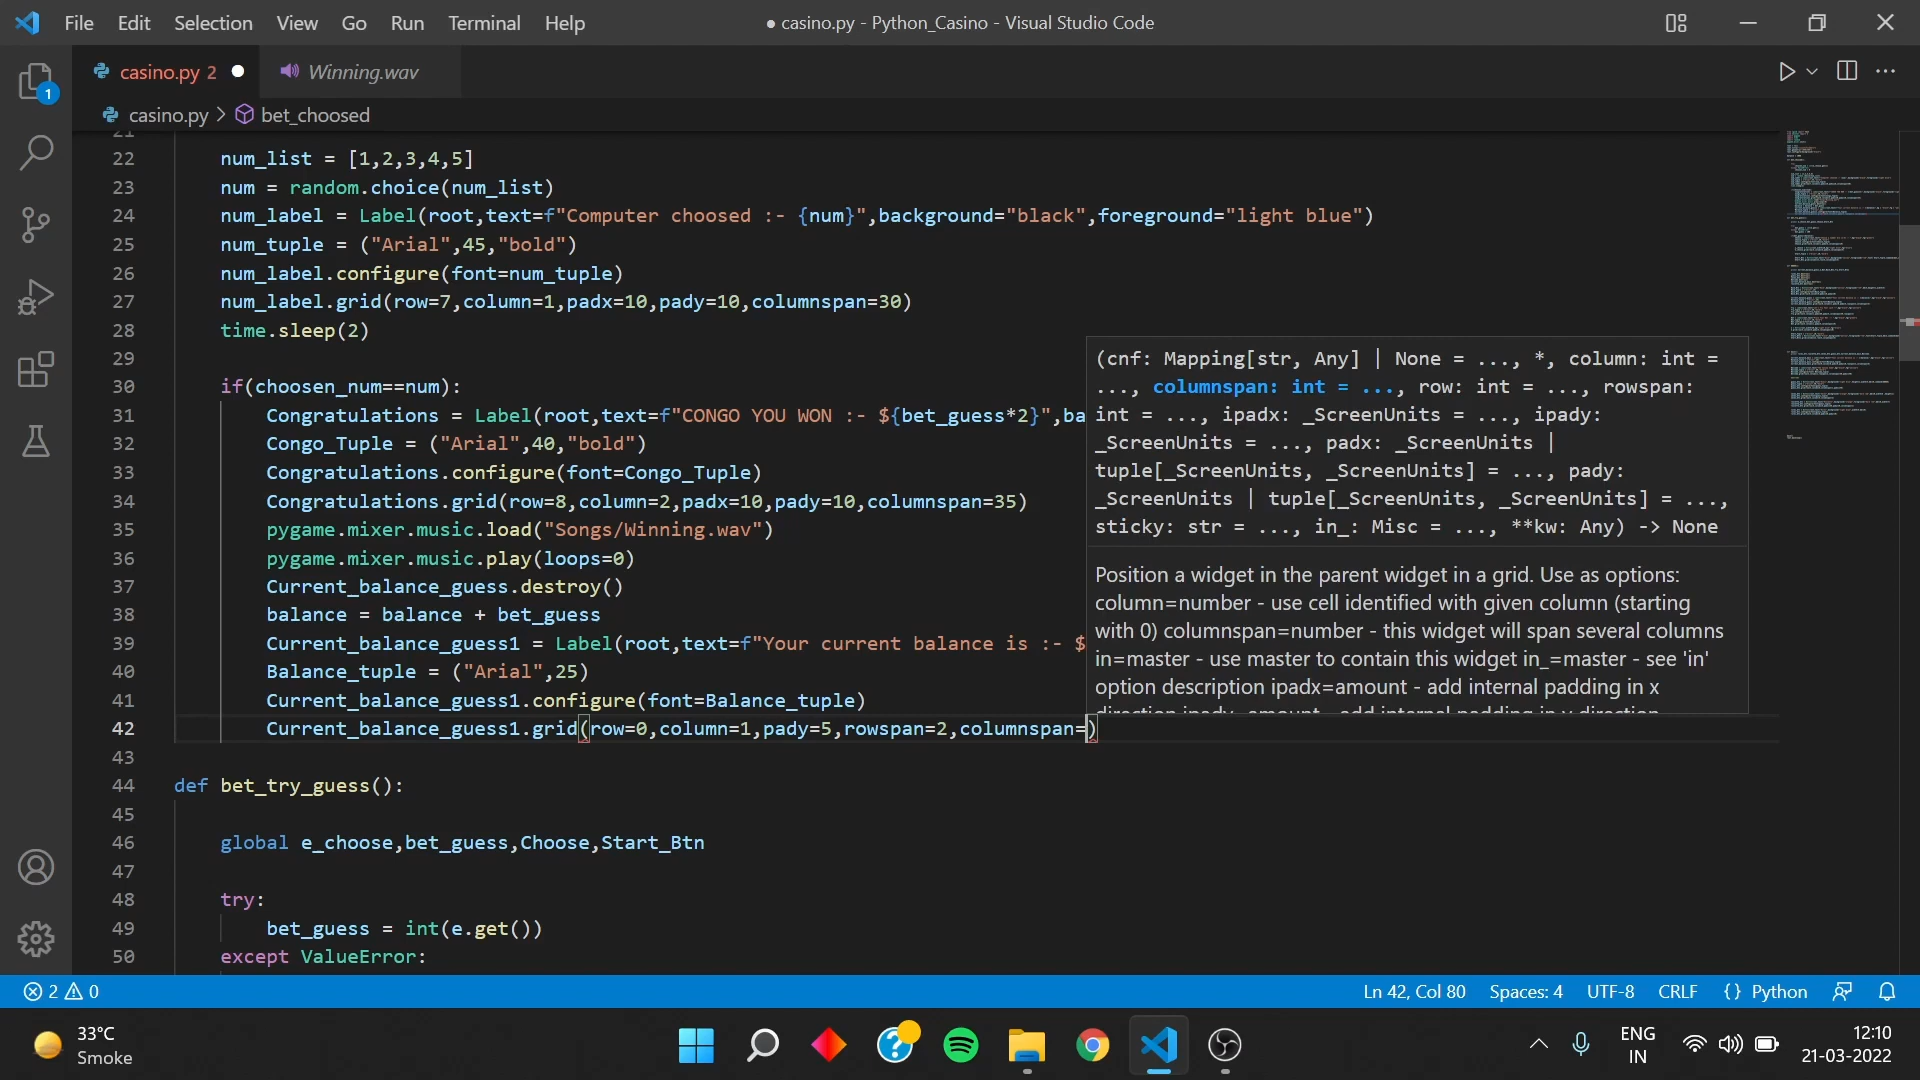 File Edit Selection View Go Run Terminal Help
● casino.py - Python_Casino - Visual Studio Code
casino.py 2
Winning.wav
1
casino.py > bet_choosed
21
22 num_list = [1,2,3,4,5]
23 num = random.choice(num_list)
24 num_label = Label(root,text=f"Computer choosed :- {num}",background="black",foreground="light blue")
25 num_tuple = ("Arial",45,"bold")
26 num_label.configure(font=num_tuple)
27 num_label.grid(row=7,column=1,padx=10,pady=10,columnspan=30)
28 time.sleep(2)
29
30 if(choosen_num==num):
31 Congratulations = Label(root,text=f"CONGO YOU WON :- ${bet_guess*2}",ba
32 Congo_Tuple = ("Arial",40,"bold")
33 Congratulations.configure(font=Congo_Tuple)
34 Congratulations.grid(row=8,column=2,padx=10,pady=10,columnspan=35)
35 pygame.mixer.music.load("Songs/Winning.wav")
36 pygame.mixer.music.play(loops=0)
37 Current_balance_guess.destroy()
38 balance = balance + bet_guess
39 Current_balance_guess1 = Label(root,text=f"Your current balance is :- $
40 Balance_tuple = ("Arial",25)
41 Current_balance_guess1.configure(font=Balance_tuple)
42 Current_balance_guess1.grid(row=0,column=1,pady=5,rowspan=2,columnspan=)
43
44 def bet_try_guess():
45
46 global e_choose,bet_guess,Choose,Start_Btn
47
48 try:
49 bet_guess = int(e.get())
50 except ValueError:
(cnf: Mapping[str, Any] | None = ..., *, column: int =
..., columnspan: int = ..., row: int = ..., rowspan:
int = ..., ipadx: _ScreenUnits = ..., ipady:
_ScreenUnits = ..., padx: _ScreenUnits |
tuple[_ScreenUnits, _ScreenUnits] = ..., pady:
_ScreenUnits | tuple[_ScreenUnits, _ScreenUnits] = ...,
sticky: str = ..., in_: Misc = ..., **kw: Any) -> None
Position a widget in the parent widget in a grid. Use as options:
column=number - use cell identified with given column (starting
with 0) columnspan=number - this widget will span several columns
in=master - use master to contain this widget in_=master - see 'in'
option description ipadx=amount - add internal padding in x
direction ipady=amount - add internal padding in y direction
2 0
Ln 42, Col 80 Spaces: 4 UTF-8 CRLF {} Python
33°C
Smoke
ENG
IN
12:10
21-03-2022